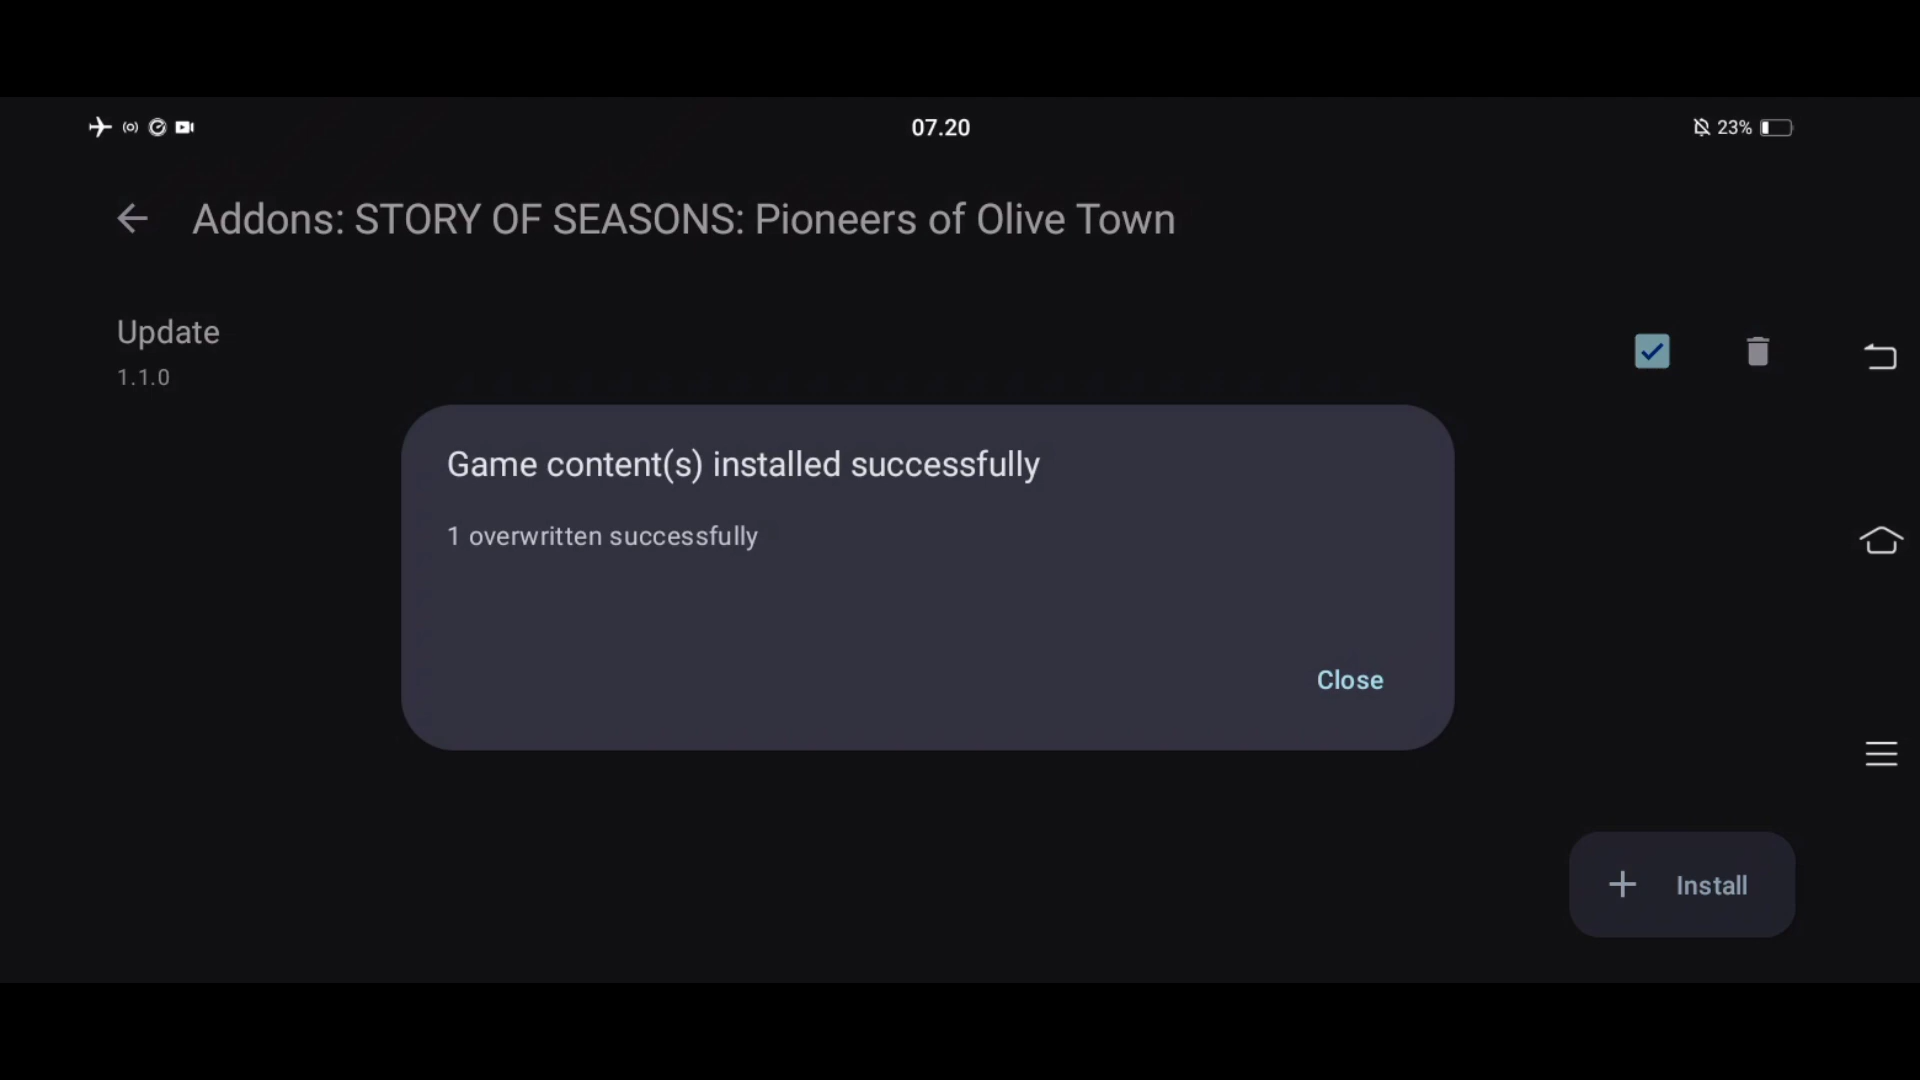 07.20
23%
Addons: STORY OF SEASONS: Pioneers of Olive Town
Update
1.1.0
Game content(s) installed successfully
1 overwritten successfully
Close
Install